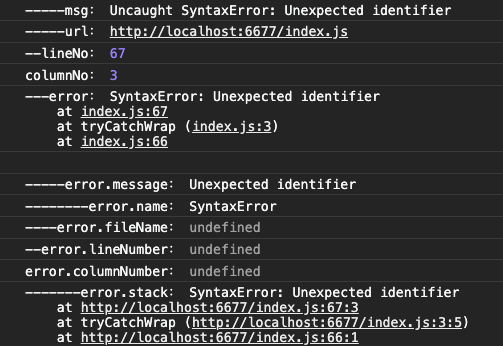 -----msg: Uncaught SyntaxError: Unexpected identifier
-----url: http://localhost:6677/index.js
--lineNo: 67
columnNo: 3
---error: SyntaxError: Unexpected identifier
at index.js:67
at tryCatchWrap (index.js:3)
at index.js:66
-----error.message: Unexpected identifier
--------error.name: SyntaxError
----error.fileName: undefined
--error.lineNumber: undefined
error.columnNumber: undefined
-------error.stack: SyntaxError: Unexpected identifier
at http://localhost:6677/index.js:67:3
at tryCatchWrap (http://localhost:6677/index.js:3:5)
at http://localhost:6677/index.js:66:1